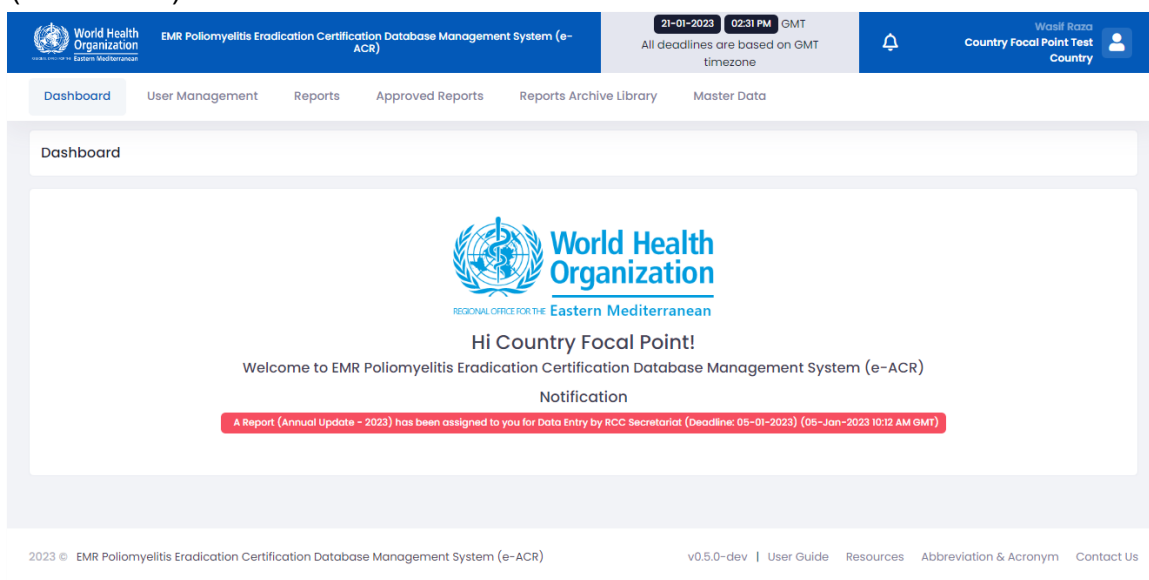 World Health
Organization
Eastern Mediterranean
EMR Poliomyelitis Eradication Certification Database Management System (e-
ACR)
21-01-2023 02:31 PM GMT
All deadlines are based on GMT
timezone
Wasif Raza
Country Focal Point Test
Country
Dashboard User Management Reports Approved Reports Reports Archive Library Master Data
Dashboard
World Health
Organization
REGIONAL OFFICE FOR THE Eastern Mediterranean
Hi Country Focal Point!
Welcome to EMR Poliomyelitis Eradication Certification Database Management System (e-ACR)
Notification
A Report (Annual Update - 2023) has been assigned to you for Data Entry by RCC Secretariat (Deadline: 05-01-2023) (05-Jan-2023 10:12 AM GMT)
2023 © EMR Poliomyelitis Eradication Certification Database Management System (e-ACR) v0.5.0-dev | User Guide Resources Abbreviation & Acronym Contact Us